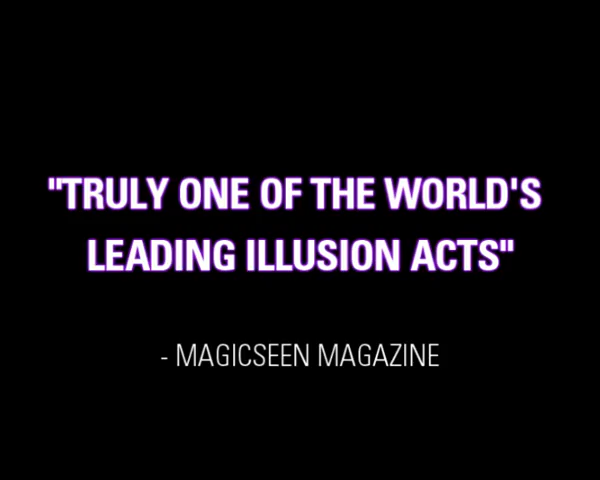 "TRULY ONE OF THE WORLD'S
LEADING ILLUSION ACTS"
- MAGICSEEN MAGAZINE